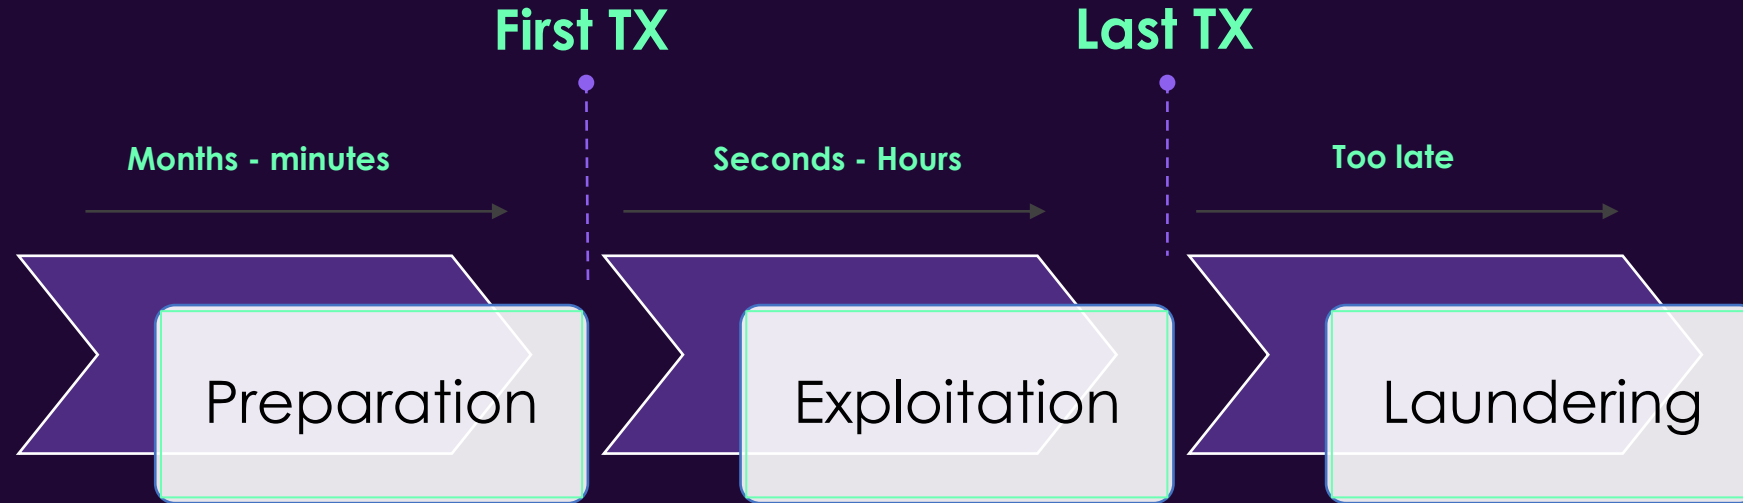 First TX
Last TX
Months - minutes
Seconds - Hours
Too late
Preparation
Exploitation
Laundering